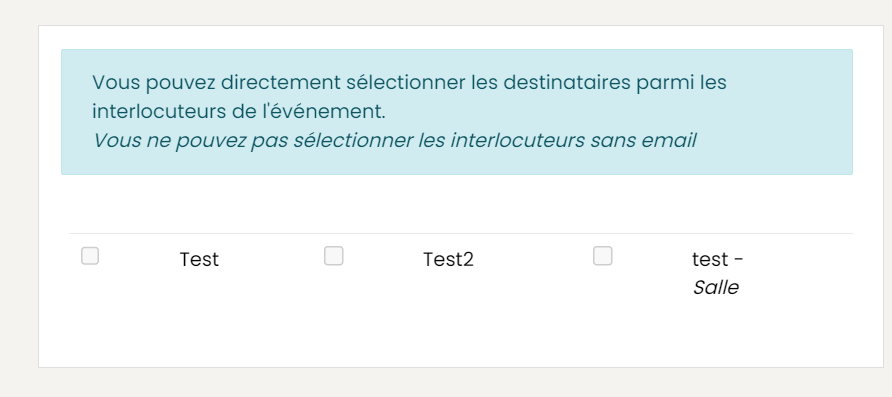 Vous pouvez directement sélectionner les destinataires parmi les
interlocuteurs de l'événement.
Vous ne pouvez pas sélectionner les interlocuteurs sans email
Test
Test2
test -
Salle